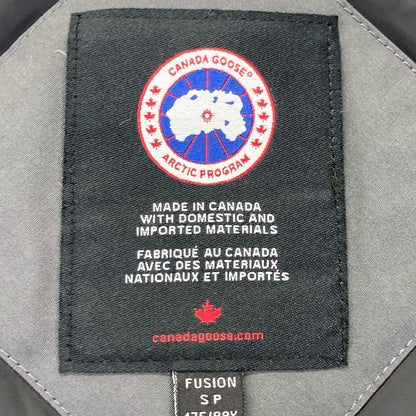 CANADA GOOSE®
ARCTIC PROGRAM
MADE IN CANADA
WITH DOMESTIC AND
IMPORTED MATERIALS
FABRIQUÉ AU CANADA
AVEC DES MATERIAUX
NATIONAUX ET IMPORTÉS
canadagoose.com
FUSION
S P